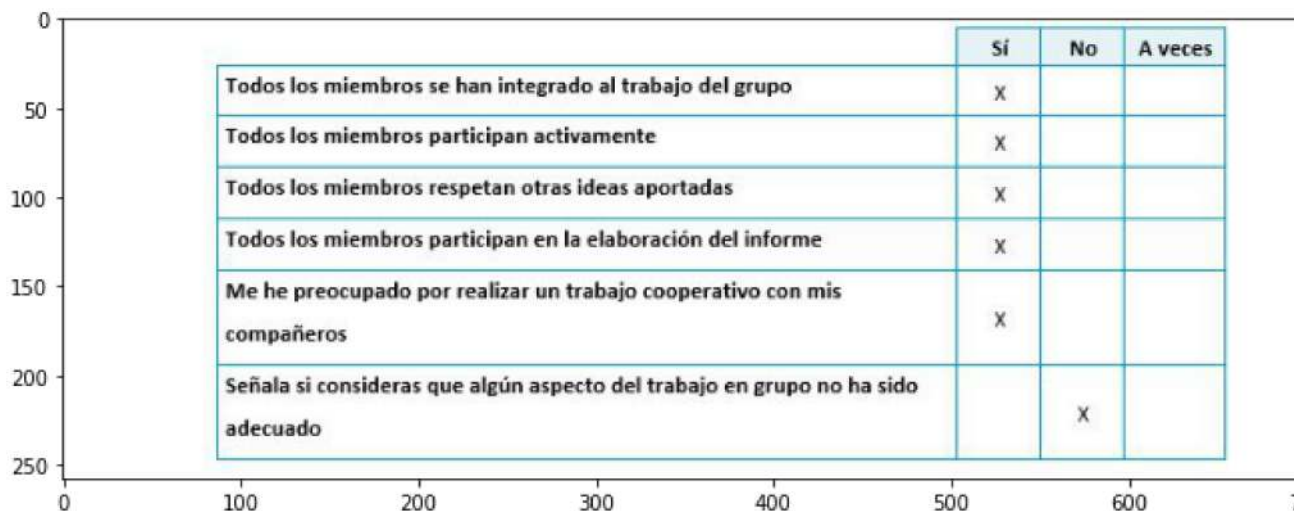 Sí No A veces
Todos los miembros se han integrado al trabajo del grupo X
Todos los miembros participan activamente X
Todos los miembros respetan otras ideas aportadas X
Todos los miembros participan en la elaboración del informe X
Me he preocupado por realizar un trabajo cooperativo con mis
compañeros X
Señala si consideras que algún aspecto del trabajo en grupo no ha sido
adecuado X
0
50
100
150
200
250
0 100 200 300 400 500 600